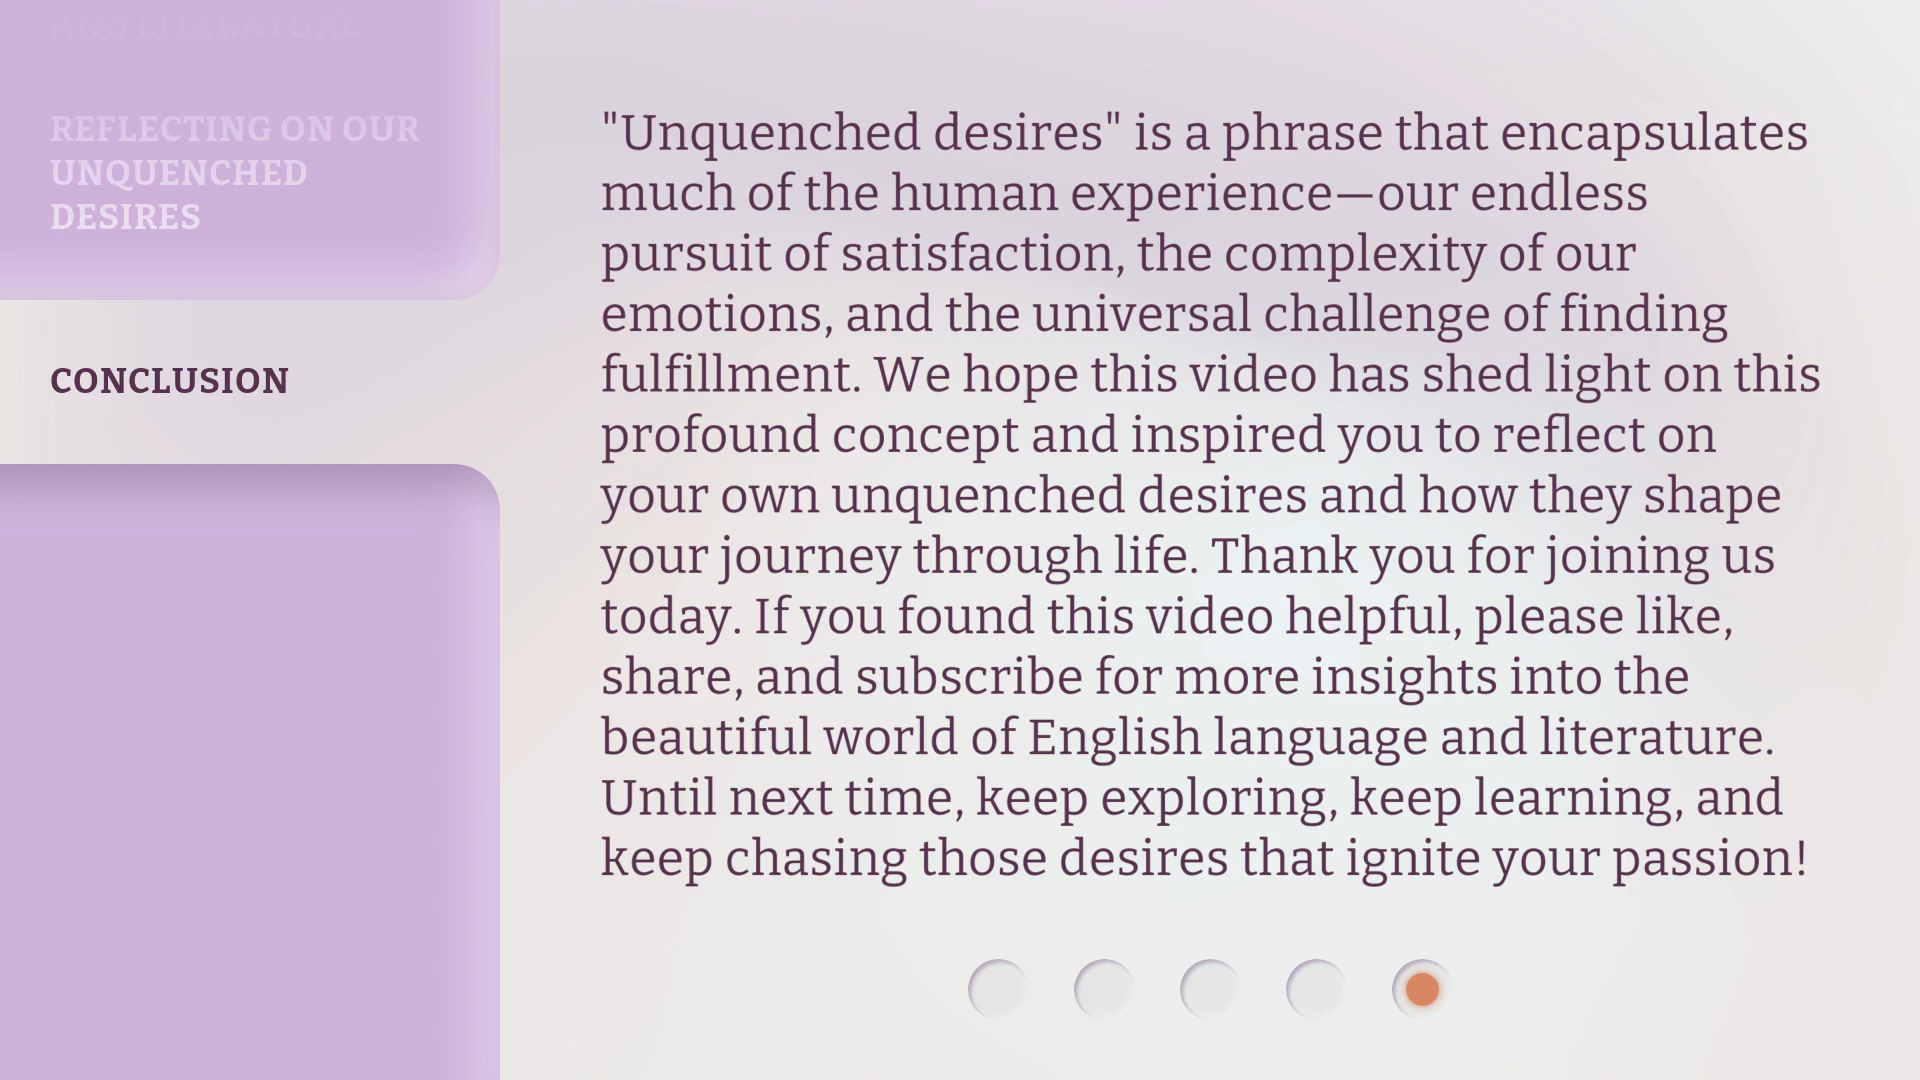 AND LITERATURE
REFLECTING ON OUR
UNQUENCHED
DESIRES
CONCLUSION
"Unquenched desires" is a phrase that encapsulates
much of the human experience—our endless
pursuit of satisfaction, the complexity of our
emotions, and the universal challenge of finding
fulfillment. We hope this video has shed light on this
profound concept and inspired you to reflect on
your own unquenched desires and how they shape
your journey through life. Thank you for joining us
today. If you found this video helpful, please like,
share, and subscribe for more insights into the
beautiful world of English language and literature.
Until next time, keep exploring, keep learning, and
keep chasing those desires that ignite your passion!